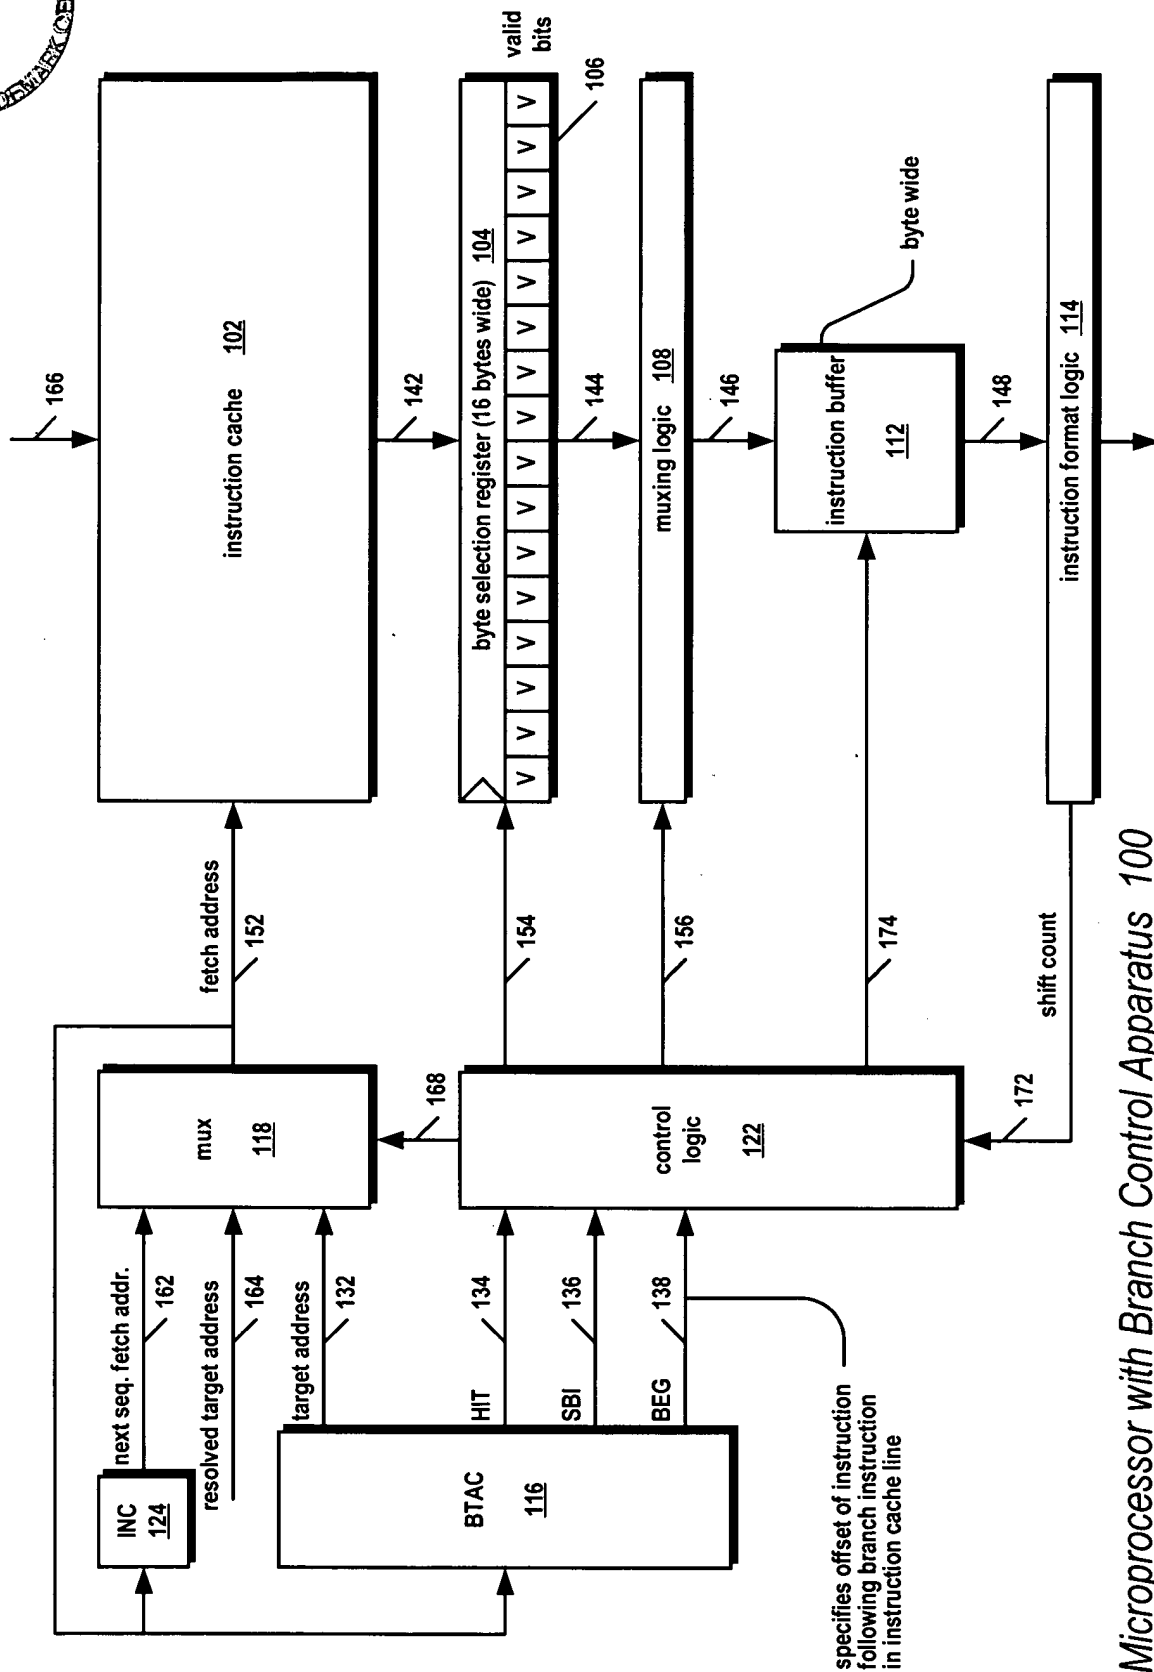 166
INC
124
next seq. fetch addr.
162
resolved target address
164
target address
132
mux
118
fetch address
152
instruction cache 102
142
168
BTAC
116
HIT
134
SBI
136
BEG
138
specifies offset of instruction
following branch instruction
in instruction cache line
control
logic
122
154
byte selection register (16 bytes wide) 104
V V V V V V V V V V V V V V V V
valid
bits
106
144
156
muxing logic 108
146
174
instruction buffer
112
byte wide
148
172
shift count
instruction format logic 114
Microprocessor with Branch Control Apparatus 100